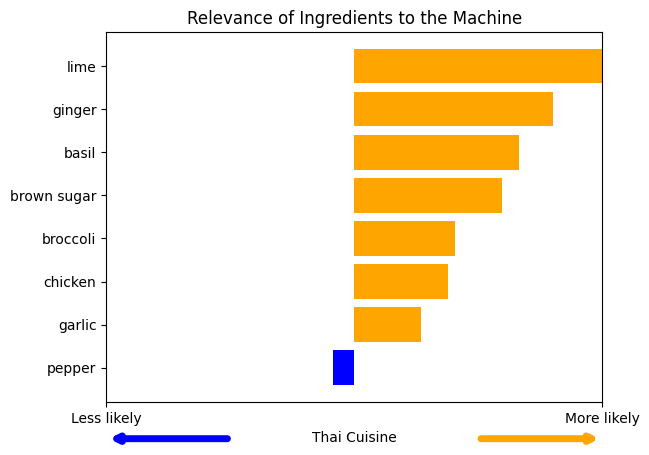 Relevance of Ingredients to the Machine
lime
ginger
basil
brown sugar
broccoli
chicken
garlic
pepper
Less likely
More likely
Thai Cuisine